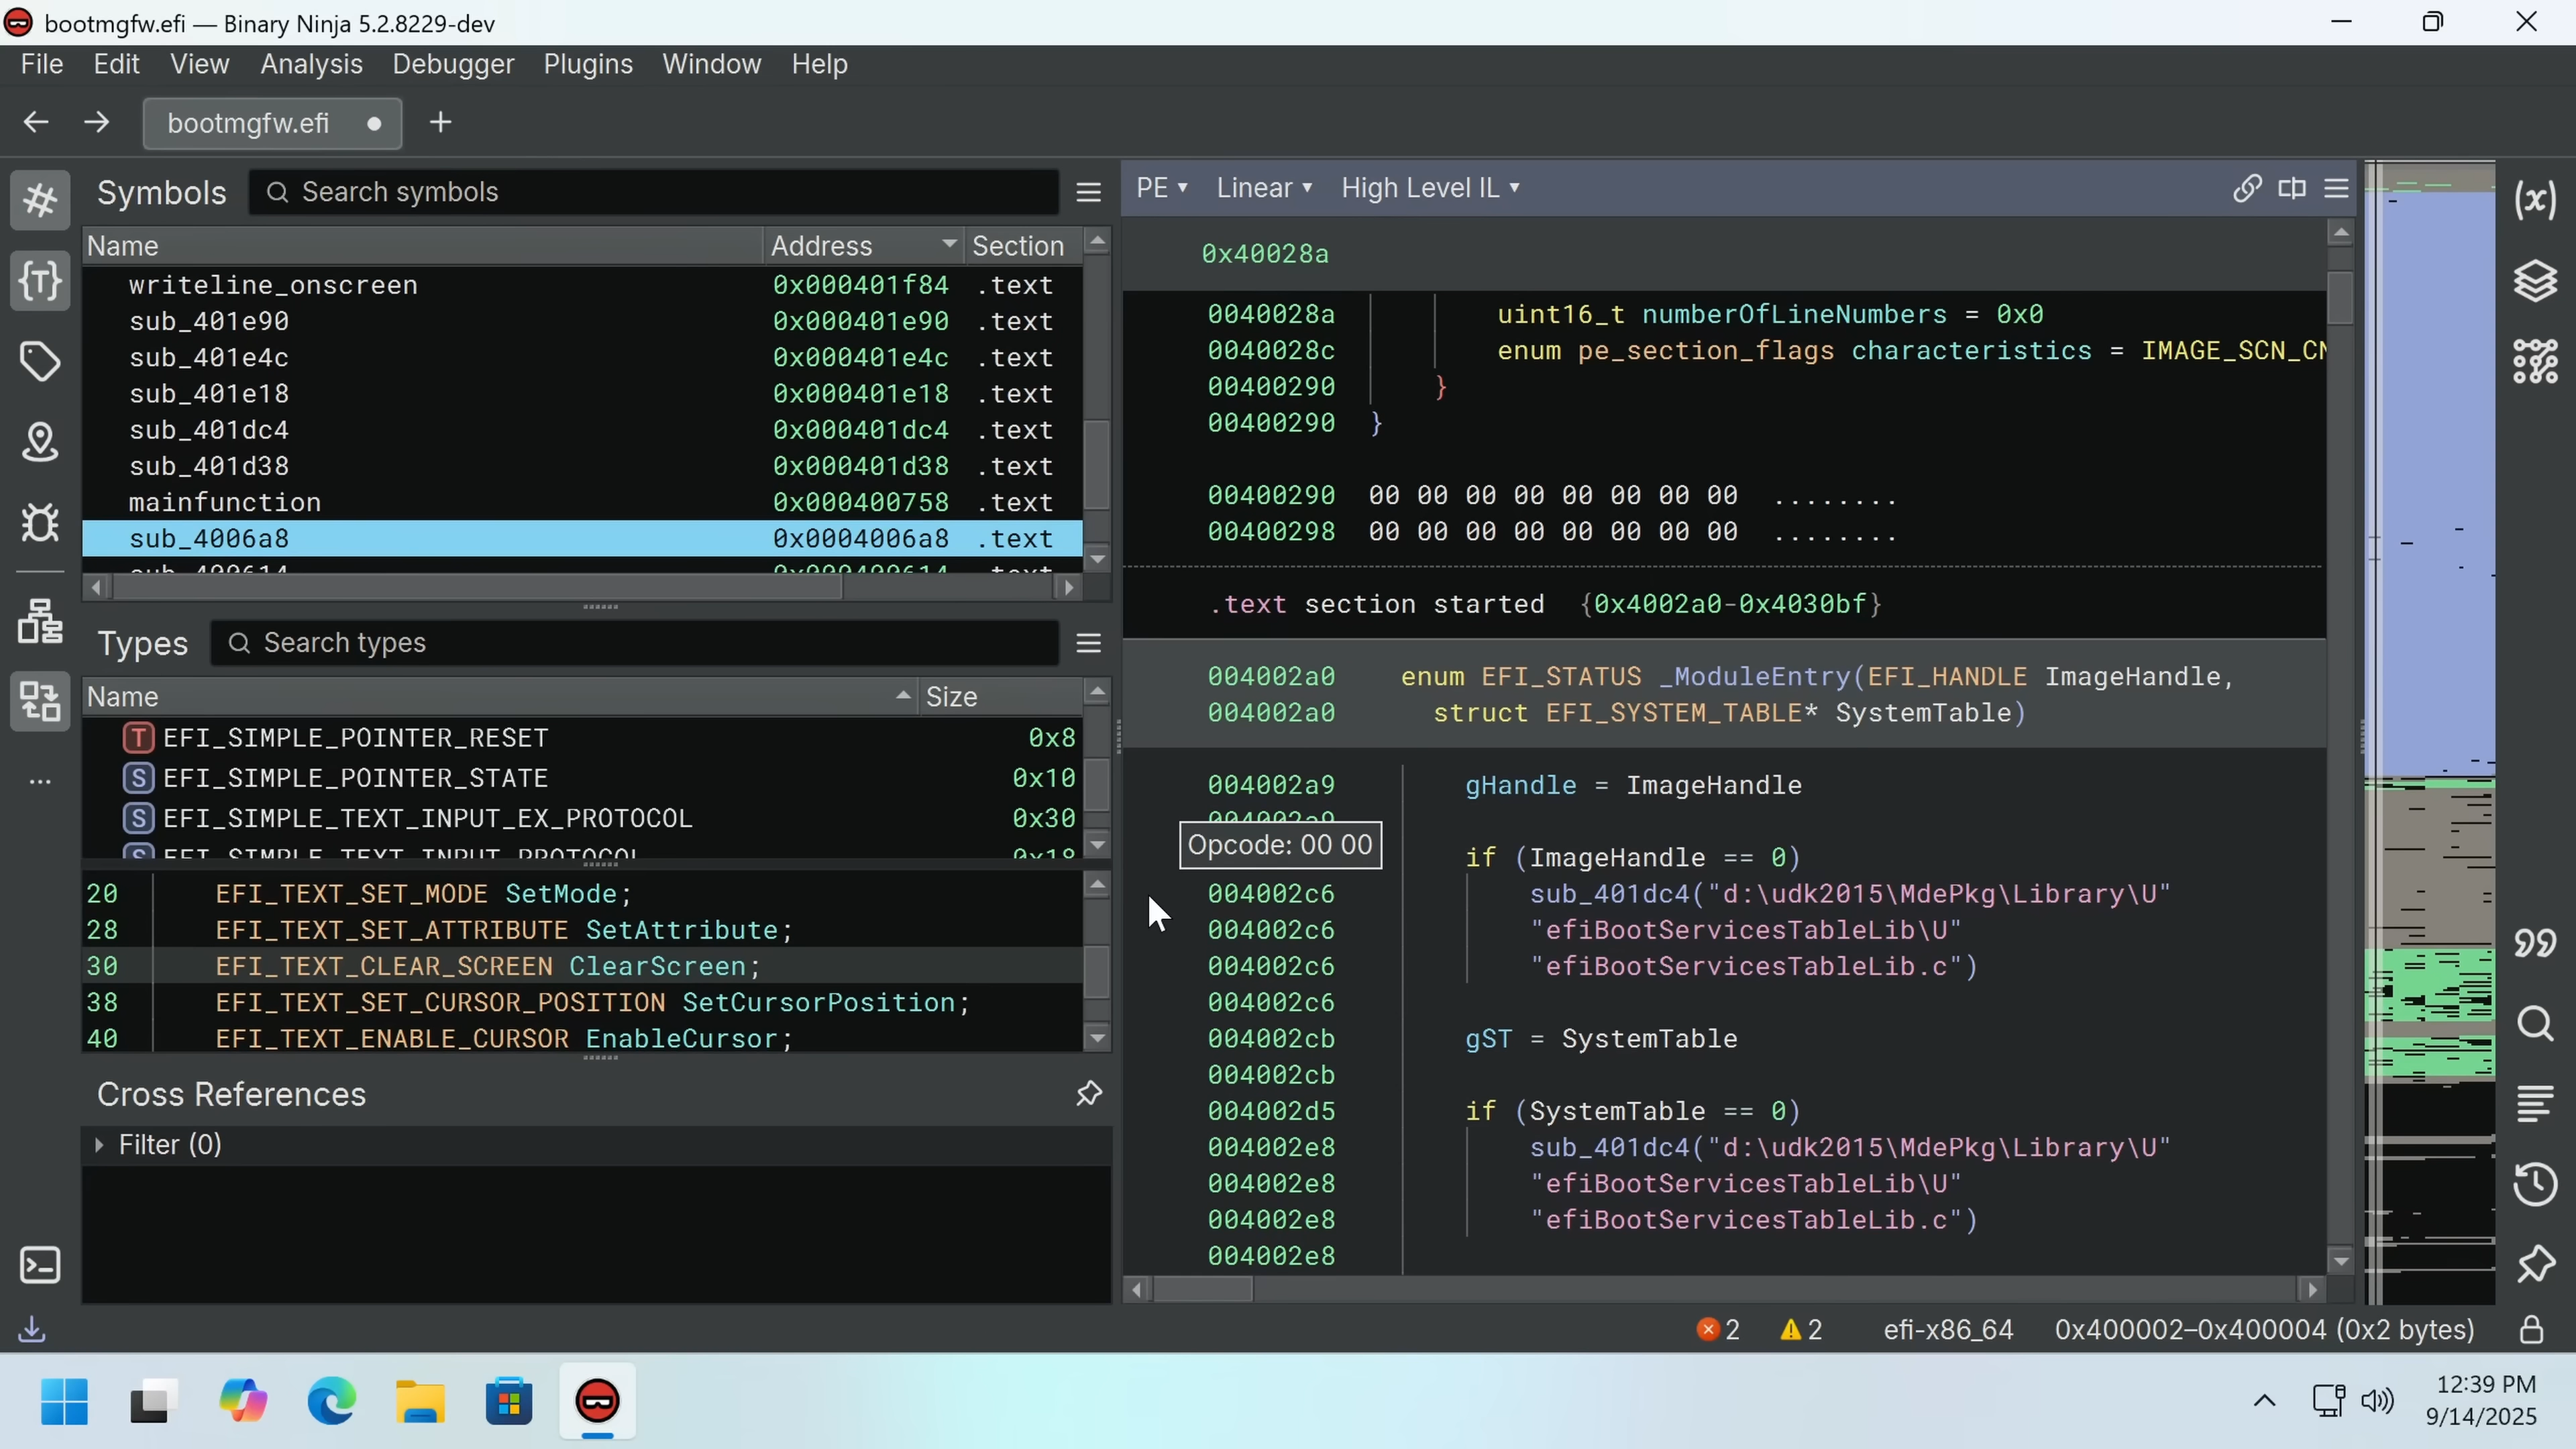 bootmgfw.efi — Binary Ninja 5.2.8229-dev
File Edit View Analysis Debugger Plugins Window Help
bootmgfw.efi
Symbols Search symbols
Name Address Section
writeline_onscreen 0x000401f84 .text
sub_401e90 0x000401e90 .text
sub_401e4c 0x000401e4c .text
sub_401e18 0x000401e18 .text
sub_401dc4 0x000401dc4 .text
sub_401d38 0x000401d38 .text
mainfunction 0x000400758 .text
sub_4006a8 0x0004006a8 .text
sub_400614 0x000400614 .text
Types Search types
Name Size
T EFI_SIMPLE_POINTER_RESET 0x8
S EFI_SIMPLE_POINTER_STATE 0x10
S EFI_SIMPLE_TEXT_INPUT_EX_PROTOCOL 0x30
S EFI_SIMPLE_TEXT_INPUT_PROTOCOL 0x18
20 EFI_TEXT_SET_MODE SetMode;
28 EFI_TEXT_SET_ATTRIBUTE SetAttribute;
30 EFI_TEXT_CLEAR_SCREEN ClearScreen;
38 EFI_TEXT_SET_CURSOR_POSITION SetCursorPosition;
40 EFI_TEXT_ENABLE_CURSOR EnableCursor;
Cross References
Filter (0)
PE Linear High Level IL
0x40028a
0040028a uint16_t numberOfLineNumbers = 0x0
0040028c enum pe_section_flags characteristics = IMAGE_SCN_CN
00400290 }
00400290 }
00400290 00 00 00 00 00 00 00 00 ........
00400298 00 00 00 00 00 00 00 00 ........
.text section started {0x4002a0-0x4030bf}
004002a0 enum EFI_STATUS _ModuleEntry(EFI_HANDLE ImageHandle,
004002a0 struct EFI_SYSTEM_TABLE* SystemTable)
004002a9 gHandle = ImageHandle
004002a9
Opcode: 00 00 if (ImageHandle == 0)
004002c6 sub_401dc4("d:\udk2015\MdePkg\Library\U"
004002c6 "efiBootServicesTableLib\U"
004002c6 "efiBootServicesTableLib.c")
004002c6
004002cb gST = SystemTable
004002cb
004002d5 if (SystemTable == 0)
004002e8 sub_401dc4("d:\udk2015\MdePkg\Library\U"
004002e8 "efiBootServicesTableLib\U"
004002e8 "efiBootServicesTableLib.c")
004002e8
2 2 efi-x86_64 0x400002–0x400004 (0x2 bytes)
12:39 PM
9/14/2025